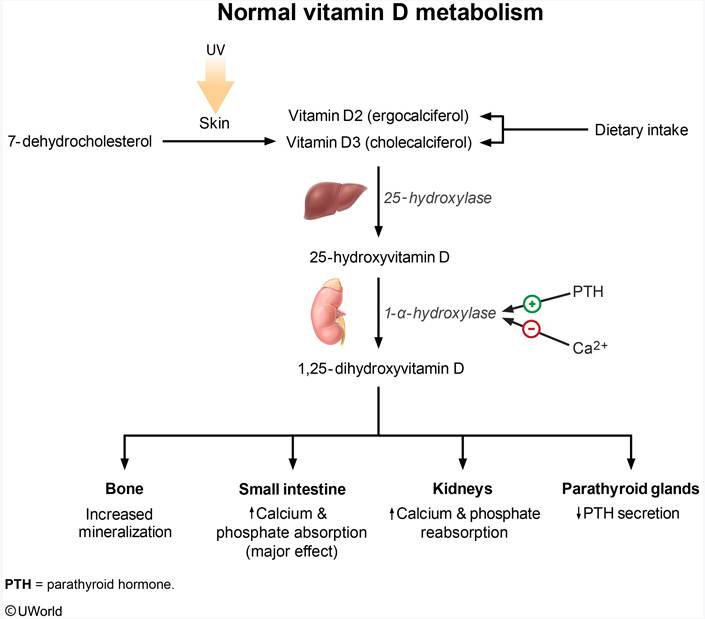 Normal vitamin D metabolism
UV
Skin
7-dehydrocholesterol
Vitamin D2 (ergocalciferol)
Vitamin D3 (cholecalciferol)
Dietary intake
25-hydroxylase
25-hydroxyvitamin D
1-α-hydroxylase
+
PTH
−
Ca2+
1,25-dihydroxyvitamin D
Bone
Increased
mineralization
Small intestine
↑Calcium &
phosphate absorption
(major effect)
Kidneys
↑Calcium & phosphate
reabsorption
Parathyroid glands
↓PTH secretion
PTH = parathyroid hormone.
©UWorld